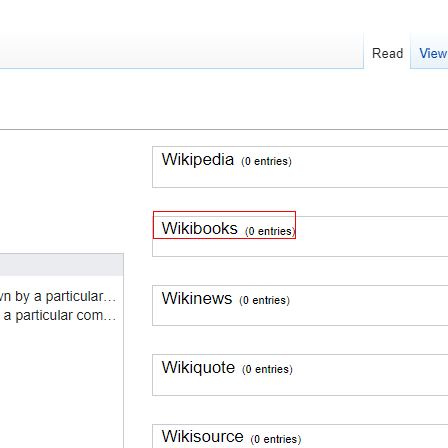 Read
View
Wikipedia (0 entries)
Wikibooks (0 entries)
by a particular…
a particular com…
Wikinews (0 entries)
Wikiquote (0 entries)
Wikisource (0 entries)